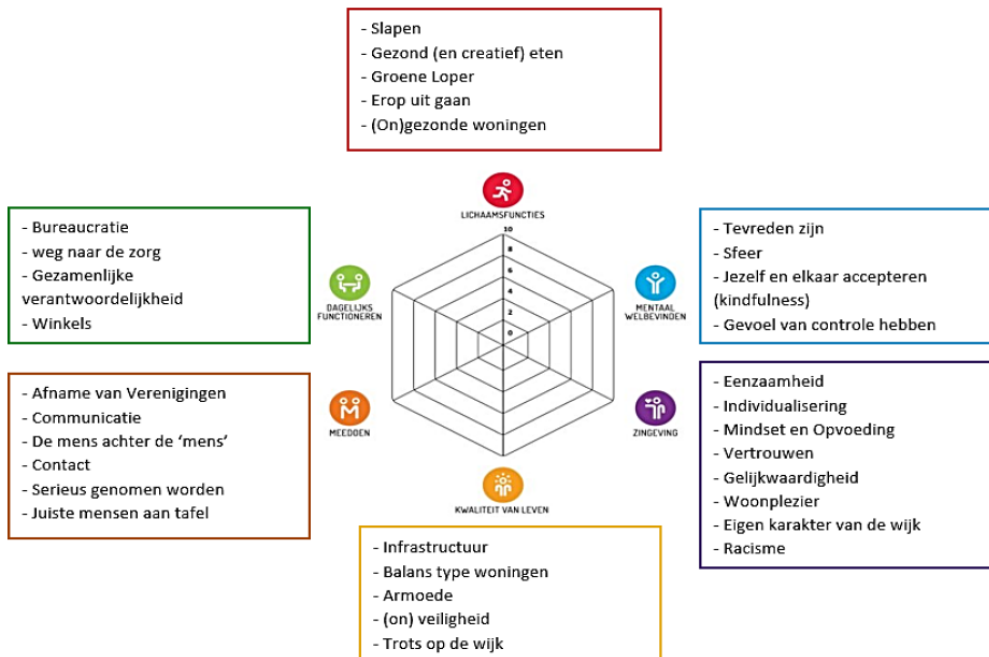 - Slapen
- Gezond (en creatief) eten
- Groene Loper
- Erop uit gaan
- (On)gezonde woningen
LICHAAMSFUNCTIES
10
8
6
4
2
0
- Bureaucratie
- weg naar de zorg
- Gezamenlijke
verantwoordelijkheid
- Winkels
DAGELIJKS
FUNCTIONEREN
MENTAAL
WELBEVINDEN
- Tevreden zijn
- Sfeer
- Jezelf en elkaar accepteren
(kindfulness)
- Gevoel van controle hebben
- Afname van Verenigingen
- Communicatie
- De mens achter de ‘mens’
- Contact
- Serieus genomen worden
- Juiste mensen aan tafel
MEEDOEN
ZINGEVING
- Eenzaamheid
- Individualisering
- Mindset en Opvoeding
- Vertrouwen
- Gelijkwaardigheid
- Woonplezier
- Eigen karakter van de wijk
- Racisme
KWALITEIT VAN LEVEN
- Infrastructuur
- Balans type woningen
- Armoede
- (on) veiligheid
- Trots op de wijk